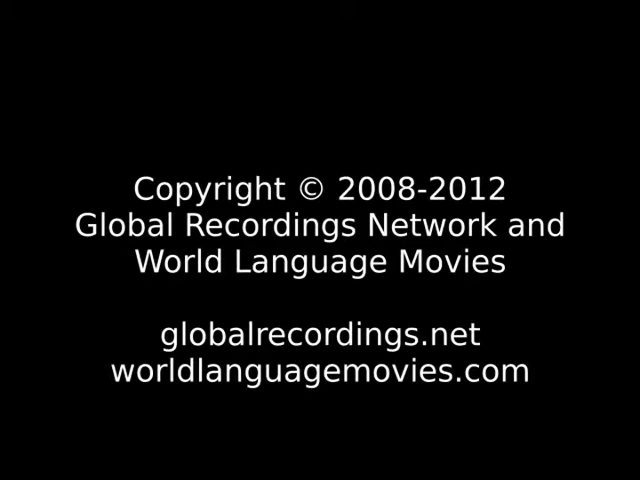 Copyright © 2008-2012
Global Recordings Network and
World Language Movies
globalrecordings.net
worldlanguagemovies.com